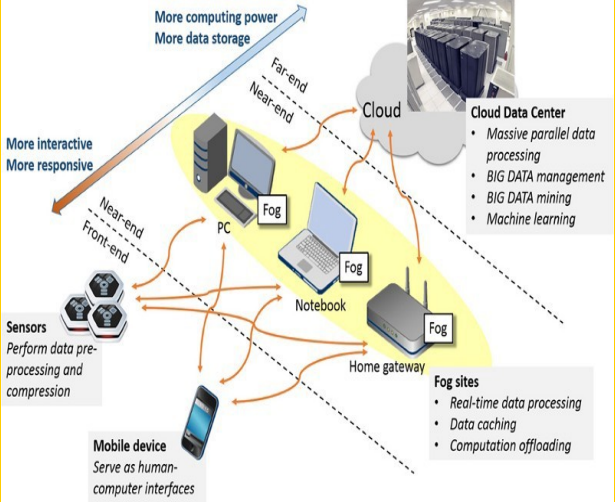 More computing power
More data storage
Far-end
Near-end
Cloud
Cloud Data Center
• Massive parallel data
processing
• BIG DATA management
• BIG DATA mining
• Machine learning
More interactive
More responsive
Near-end
Front-end
Fog
PC
Fog
Notebook
Fog
Home gateway
Sensors
Perform data pre-
processing and
compression
Fog sites
• Real-time data processing
• Data caching
• Computation offloading
Mobile device
Serve as human-
computer interfaces